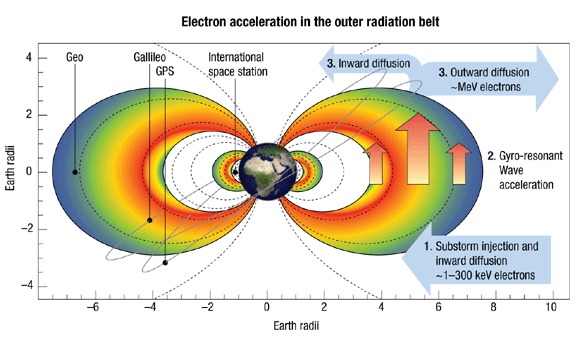 Electron acceleration in the outer radiation belt
Geo
Gallileo
GPS
International
space station
3. Inward diffusion
3. Outward diffusion
~MeV electrons
2. Gyro-resonant
Wave
acceleration
1. Substorm injection and
inward diffusion
~1–300 keV electrons
Earth radii
4
2
0
−2
−4
−6
−4
−2
0
2
4
6
8
10
Earth radii